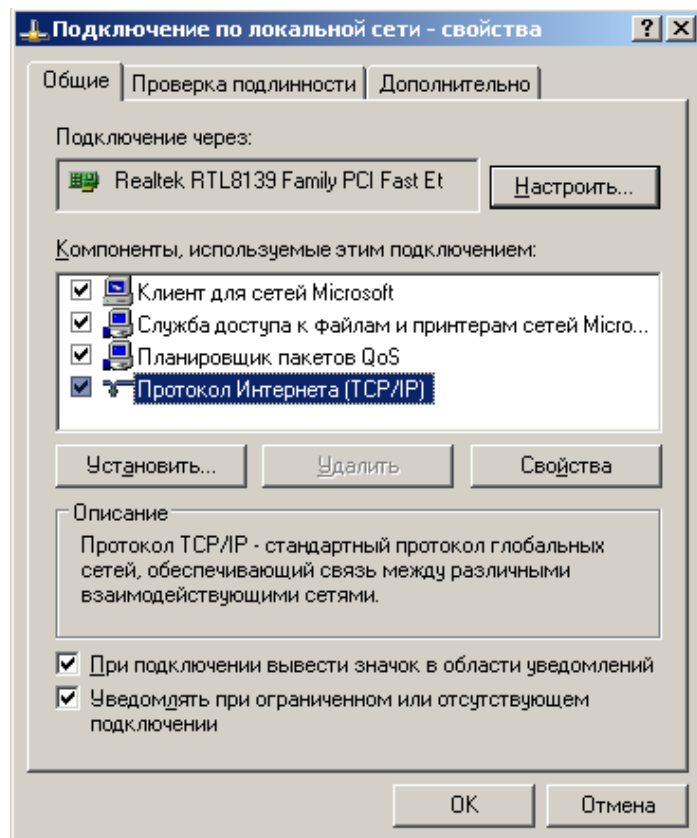 Подключение по локальной сети - свойства
Общие
Проверка подлинности
Дополнительно
Подключение через:
Realtek RTL8139 Family PCI Fast Et
Настроить...
Компоненты, используемые этим подключением:
Клиент для сетей Microsoft
Служба доступа к файлам и принтерам сетей Micro...
Планировщик пакетов QoS
Протокол Интернета (TCP/IP)
Установить...
Удалить
Свойства
Описание
Протокол TCP/IP - стандартный протокол глобальных
сетей, обеспечивающий связь между различными
взаимодействующими сетями.
При подключении вывести значок в области уведомлений
Уведомлять при ограниченном или отсутствующем
подключении
OK
Отмена